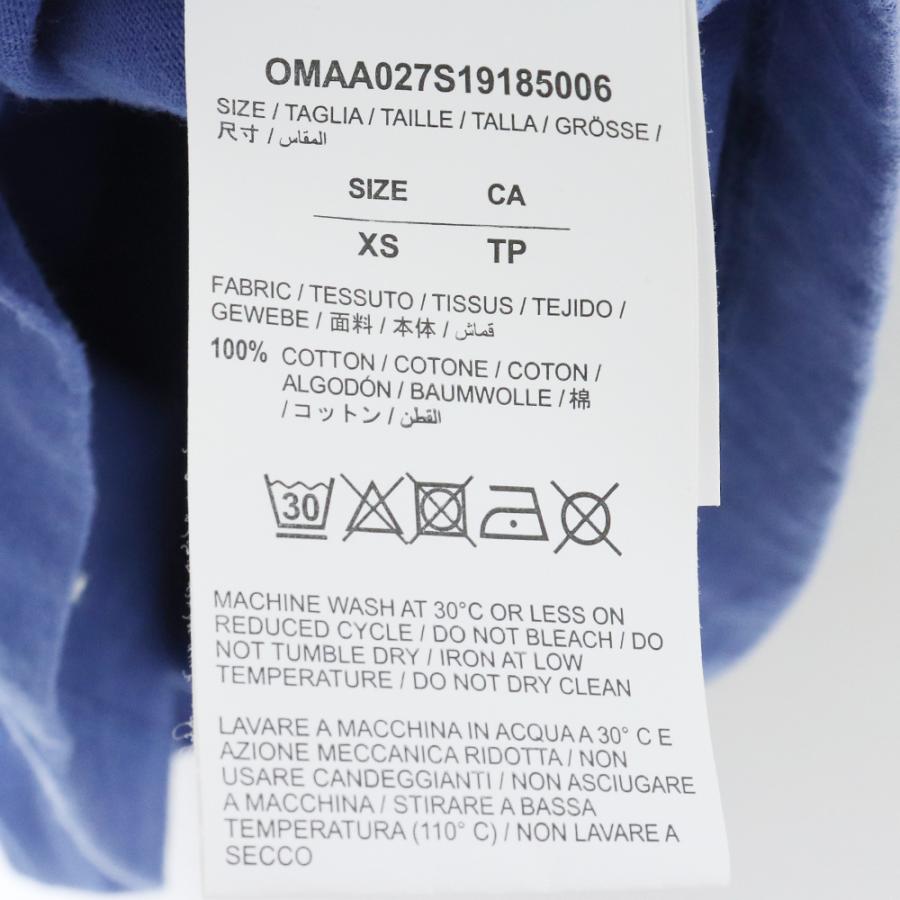 OMAA027S19185006
SIZE / TAGLIA / TAILLE / TALLA / GRÖSSE /
尺寸 / المقاس
SIZE CA
XS TP
FABRIC / TESSUTO / TISSUS / TEJIDO /
GEWEBE / 面料 / 本体 / قماش
100% COTTON / COTONE / COTON /
ALGODÓN / BAUMWOLLE / 棉
/ コットン / القطن
30
MACHINE WASH AT 30°C OR LESS ON
REDUCED CYCLE / DO NOT BLEACH / DO
NOT TUMBLE DRY / IRON AT LOW
TEMPERATURE / DO NOT DRY CLEAN
LAVARE A MACCHINA IN ACQUA A 30° C E
AZIONE MECCANICA RIDOTTA / NON
USARE CANDEGGIANTI / NON ASCIUGARE
A MACCHINA / STIRARE A BASSA
TEMPERATURA (110° C) / NON LAVARE A
SECCO